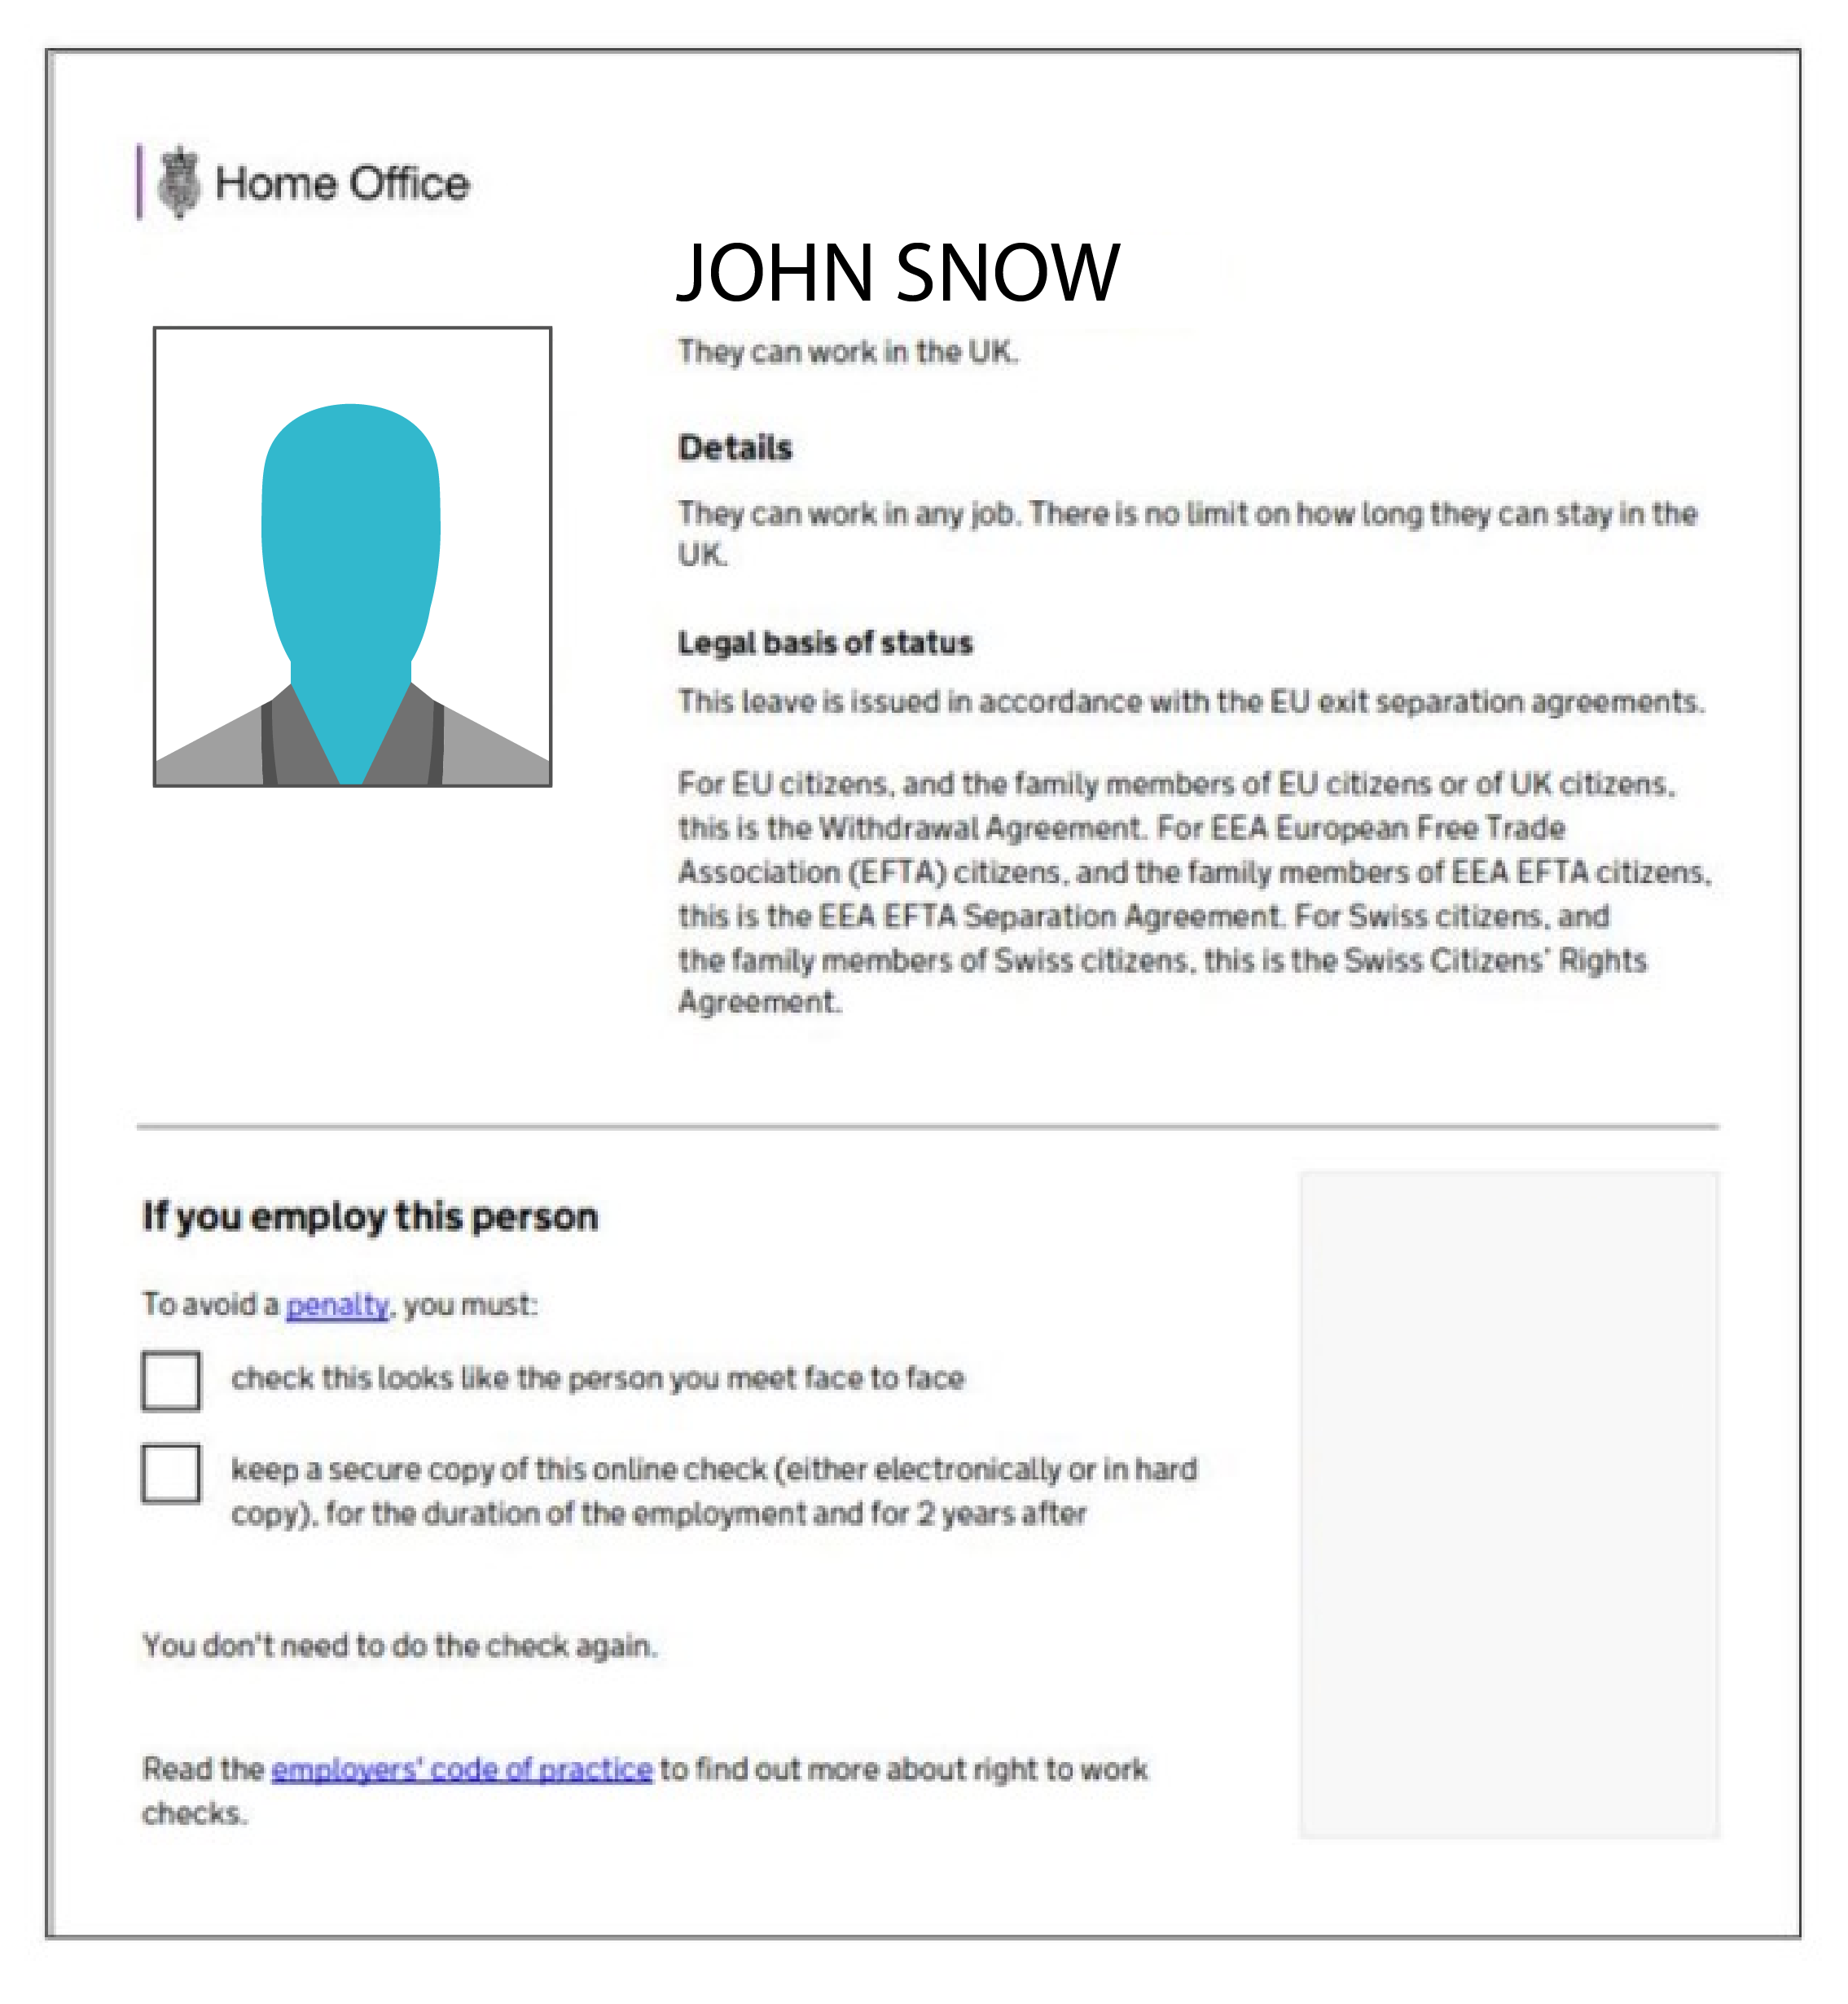 Home Office
JOHN SNOW
They can work in the UK.
Details
They can work in any job. There is no limit on how long they can stay in the
UK.
Legal basis of status
This leave is issued in accordance with the EU exit separation agreements.
For EU citizens, and the family members of EU citizens or of UK citizens,
this is the Withdrawal Agreement. For EEA European Free Trade
Association (EFTA) citizens, and the family members of EEA EFTA citizens,
this is the EEA EFTA Separation Agreement. For Swiss citizens, and
the family members of Swiss citizens, this is the Swiss Citizens' Rights
Agreement.
If you employ this person
To avoid a penalty, you must:
check this looks like the person you meet face to face
keep a secure copy of this online check (either electronically or in hard
copy), for the duration of the employment and for 2 years after
You don't need to do the check again.
Read the employers' code of practice to find out more about right to work
checks.